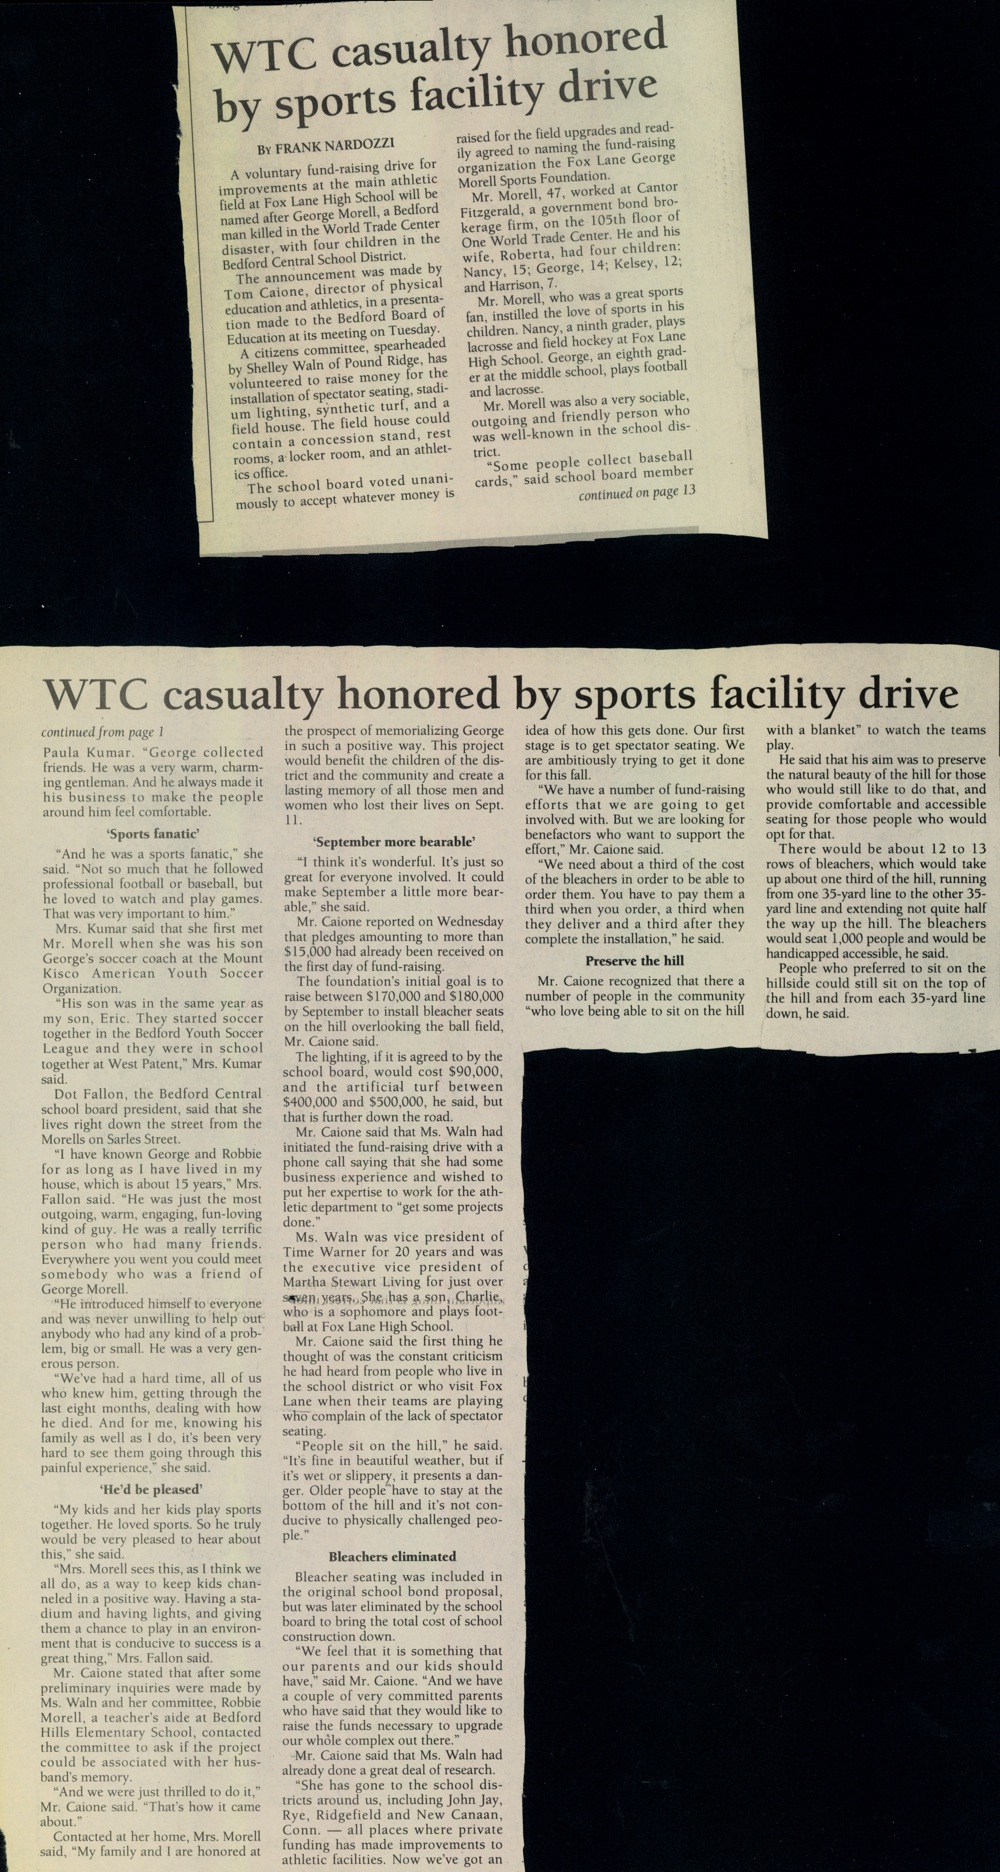 WTC casualty honored
by sports facility drive
By FRANK NARDOZZI
A voluntary fund-raising drive for
improvements at the main athletic
field at Fox Lane High School will be
named after George Morell, a Bedford
man killed in the World Trade Center
disaster, with four children in the
Bedford Central School District.
The announcement was made by
Tom Caione, director of physical
education and athletics, in a presenta-
tion made to the Bedford Board of
Education at its meeting on Tuesday.
A citizens committee, spearheaded
by Shelley Waln of Pound Ridge, has
volunteered to raise money for the
installation of spectator seating, stadi-
um lighting, synthetic turf, and a
field house. The field house could
contain a concession stand, rest
rooms, a locker room, and an athlet-
ics office.
The school board voted unani-
mously to accept whatever money is
raised for the field upgrades and read-
ily agreed to naming the fund-raising
organization the Fox Lane George
Morell Sports Foundation.
Mr. Morell, 47, worked at Cantor
Fitzgerald, a government bond bro-
kerage firm, on the 105th floor of
One World Trade Center. He and his
wife, Roberta, had four children:
Nancy, 15; George, 14; Kelsey, 12;
and Harrison, 7.
Mr. Morell, who was a great sports
fan, instilled the love of sports in his
children. Nancy, a ninth grader, plays
lacrosse and field hockey at Fox Lane
High School. George, an eighth grad-
er at the middle school, plays football
and lacrosse.
Mr. Morell was also a very sociable,
outgoing and friendly person who
was well-known in the school dis-
trict.
"Some people collect baseball
cards," said school board member
continued on page 13
WTC casualty honored by sports facility drive
continued from page 1
Paula Kumar. "George collected
friends. He was a very warm, charm-
ing gentleman. And he always made it
his business to make the people
around him feel comfortable.
'Sports fanatic'
"And he was a sports fanatic," she
said. "Not so much that he followed
professional football or baseball, but
he loved to watch and play games.
That was very important to him."
Mrs. Kumar said that she first met
Mr. Morell when she was his son
George's soccer coach at the Mount
Kisco American Youth Soccer
Organization.
"His son was in the same year as
my son, Eric. They started soccer
together in the Bedford Youth Soccer
League and they were in school
together at West Patent," Mrs. Kumar
said.
Dot Fallon, the Bedford Central
school board president, said that she
lives right down the street from the
Morells on Sarles Street.
"I have known George and Robbie
for as long as I have lived in my
house, which is about 15 years," Mrs.
Fallon said. "He was just the most
outgoing, warm, engaging, fun-loving
kind of guy. He was a really terrific
person who had many friends.
Everywhere you went you could meet
somebody who was a friend of
George Morell.
"He introduced himself to everyone
and was never unwilling to help out
anybody who had any kind of a prob-
lem, big or small. He was a very gen-
erous person.
"We've had a hard time, all of us
who knew him, getting through the
last eight months, dealing with how
he died. And for me, knowing his
family as well as I do, it's been very
hard to see them going through this
painful experience," she said.
'He'd be pleased'
"My kids and her kids play sports
together. He loved sports. So he truly
would be very pleased to hear about
this," she said.
"Mrs. Morell sees this, as I think we
all do, as a way to keep kids chan-
neled in a positive way. Having a sta-
dium and having lights, and giving
them a chance to play in an environ-
ment that is conducive to success is a
great thing," Mrs. Fallon said.
Mr. Caione stated that after some
preliminary inquiries were made by
Ms. Waln and her committee, Robbie
Morell, a teacher's aide at Bedford
Hills Elementary School, contacted
the committee to ask if the project
could be associated with her hus-
band's memory.
"And we were just thrilled to do it,"
Mr. Caione said. "That's how it came
about."
Contacted at her home, Mrs. Morell
said, "My family and I are honored at
the prospect of memorializing George
in such a positive way. This project
would benefit the children of the dis-
trict and the community and create a
lasting memory of all those men and
women who lost their lives on Sept.
11.
'September more bearable'
"I think it's wonderful. It's just so
great for everyone involved. It could
make September a little more bear-
able," she said.
Mr. Caione reported on Wednesday
that pledges amounting to more than
$15,000 had already been received on
the first day of fund-raising.
The foundation's initial goal is to
raise between $170,000 and $180,000
by September to install bleacher seats
on the hill overlooking the ball field,
Mr. Caione said.
The lighting, if it is agreed to by the
school board, would cost $90,000,
and the artificial turf between
$400,000 and $500,000, he said, but
that is further down the road.
Mr. Caione said that Ms. Waln had
initiated the fund-raising drive with a
phone call saying that she had some
business experience and wished to
put her expertise to work for the ath-
letic department to "get some projects
done."
Ms. Waln was vice president of
Time Warner for 20 years and was
the executive vice president of
Martha Stewart Living for just over
seven years. She has a son, Charlie,
who is a sophomore and plays foot-
ball at Fox Lane High School.
Mr. Caione said the first thing he
thought of was the constant criticism
he had heard from people who live in
the school district or who visit Fox
Lane when their teams are playing
who complain of the lack of spectator
seating.
"People sit on the hill," he said.
"It's fine in beautiful weather, but if
it's wet or slippery, it presents a dan-
ger. Older people have to stay at the
bottom of the hill and it's not con-
ducive to physically challenged peo-
ple."
Bleachers eliminated
Bleacher seating was included in
the original school bond proposal,
but was later eliminated by the school
board to bring the total cost of school
construction down.
"We feel that it is something that
our parents and our kids should
have," said Mr. Caione. "And we have
a couple of very committed parents
who have said that they would like to
raise the funds necessary to upgrade
our whole complex out there."
Mr. Caione said that Ms. Waln had
already done a great deal of research.
"She has gone to the school dis-
tricts around us, including John Jay,
Rye, Ridgefield and New Canaan,
Conn. — all places where private
funding has made improvements to
athletic facilities. Now we've got an
idea of how this gets done. Our first
stage is to get spectator seating. We
are ambitiously trying to get it done
for this fall.
"We have a number of fund-raising
efforts that we are going to get
involved with. But we are looking for
benefactors who want to support the
effort," Mr. Caione said.
"We need about a third of the cost
of the bleachers in order to be able to
order them. You have to pay them a
third when you order, a third when
they deliver and a third after they
complete the installation," he said.
Preserve the hill
Mr. Caione recognized that there a
number of people in the community
"who love being able to sit on the hill
with a blanket" to watch the teams
play.
He said that his aim was to preserve
the natural beauty of the hill for those
who would still like to do that, and
provide comfortable and accessible
seating for those people who would
opt for that.
There would be about 12 to 13
rows of bleachers, which would take
up about one third of the hill, running
from one 35-yard line to the other 35-
yard line and extending not quite half
the way up the hill. The bleachers
would seat 1,000 people and would be
handicapped accessible, he said.
People who preferred to sit on the
hillside could still sit on the top of
the hill and from each 35-yard line
down, he said.